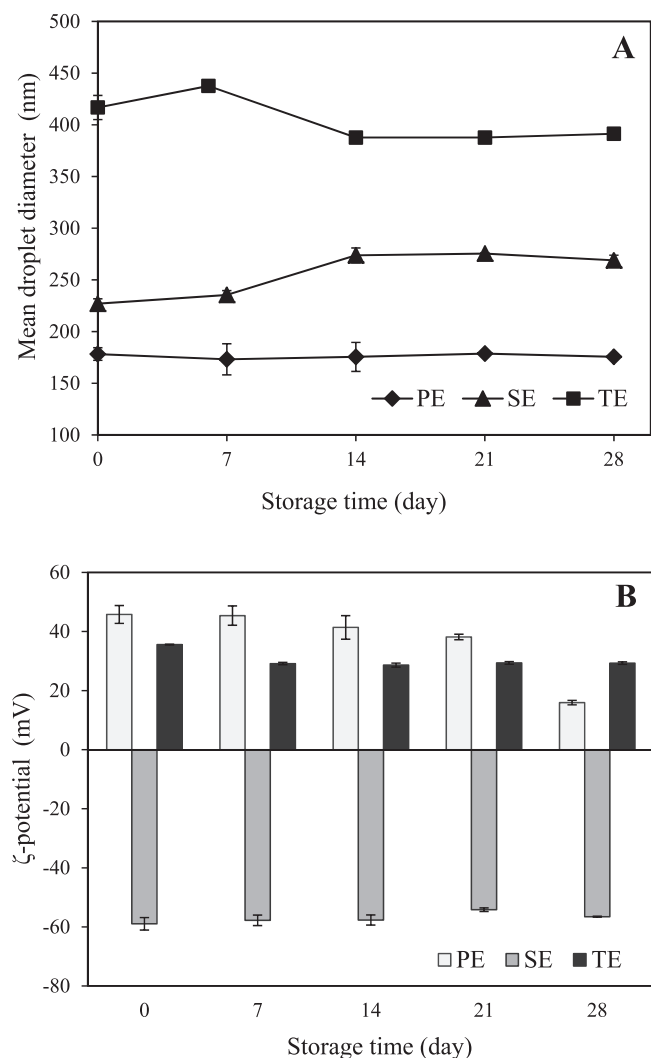 A
500
450
400
350
300
250
200
150
100
Mean droplet diameter (nm)
PE SE TE
0 7 14 21 28
Storage time (day)
B
60
40
20
0
-20
-40
-60
-80
ζ-potential (mV)
PE SE TE
0 7 14 21 28
Storage time (day)